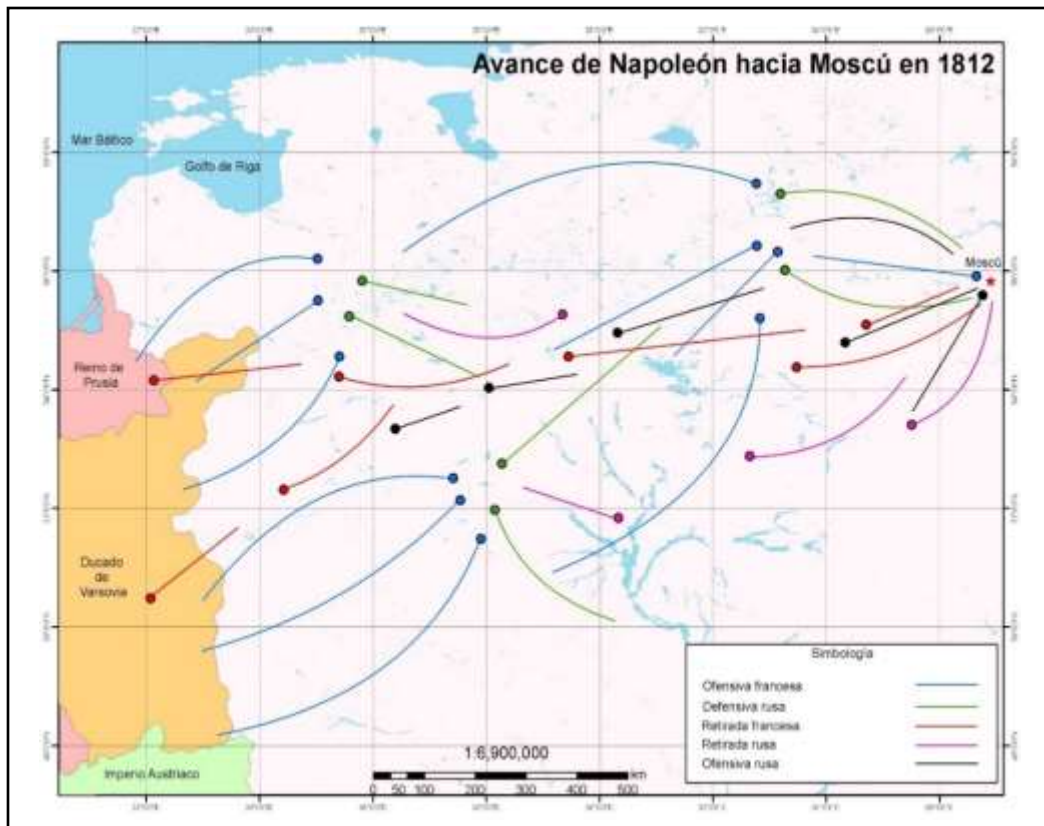 Avance de Napoleón hacia Moscú en 1812
Mar Báltico
Golfo de Riga
Moscú
Reino de
Prusia
Ducado
de
Varsovia
Imperio Austriaco
1:6,900,000
km
0 50 100 200 300 400 500
Simbología
Ofensiva francesa
Defensiva rusa
Retirada francesa
Retirada rusa
Ofensiva rusa